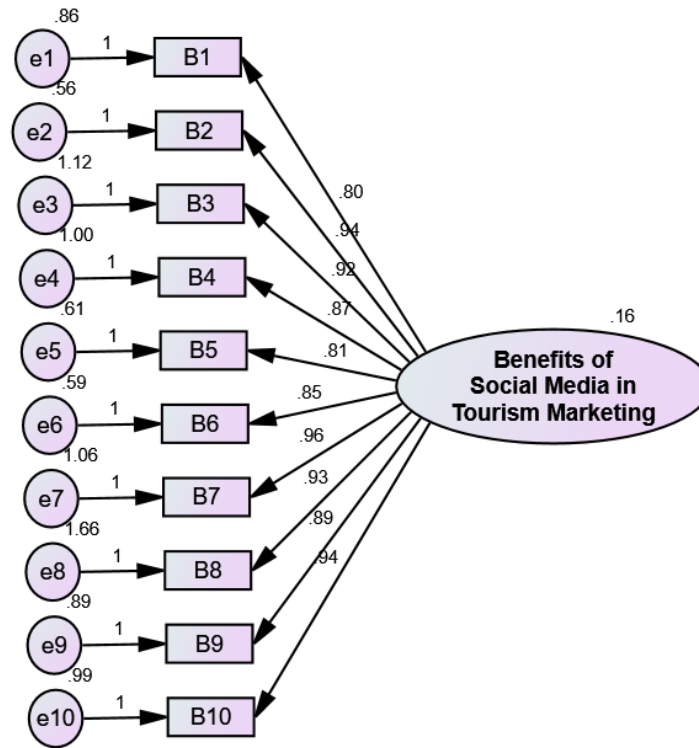 .86
e1
1
B1
.56
e2
1
B2
1.12
e3
1
B3
1.00
e4
1
B4
.61
e5
1
B5
.59
e6
1
B6
1.06
e7
1
B7
1.66
e8
1
B8
.89
e9
1
B9
.99
e10
1
B10
.80
.94
.92
.87
.81
.85
.96
.93
.89
.94
.16
Benefits of
Social Media in
Tourism Marketing